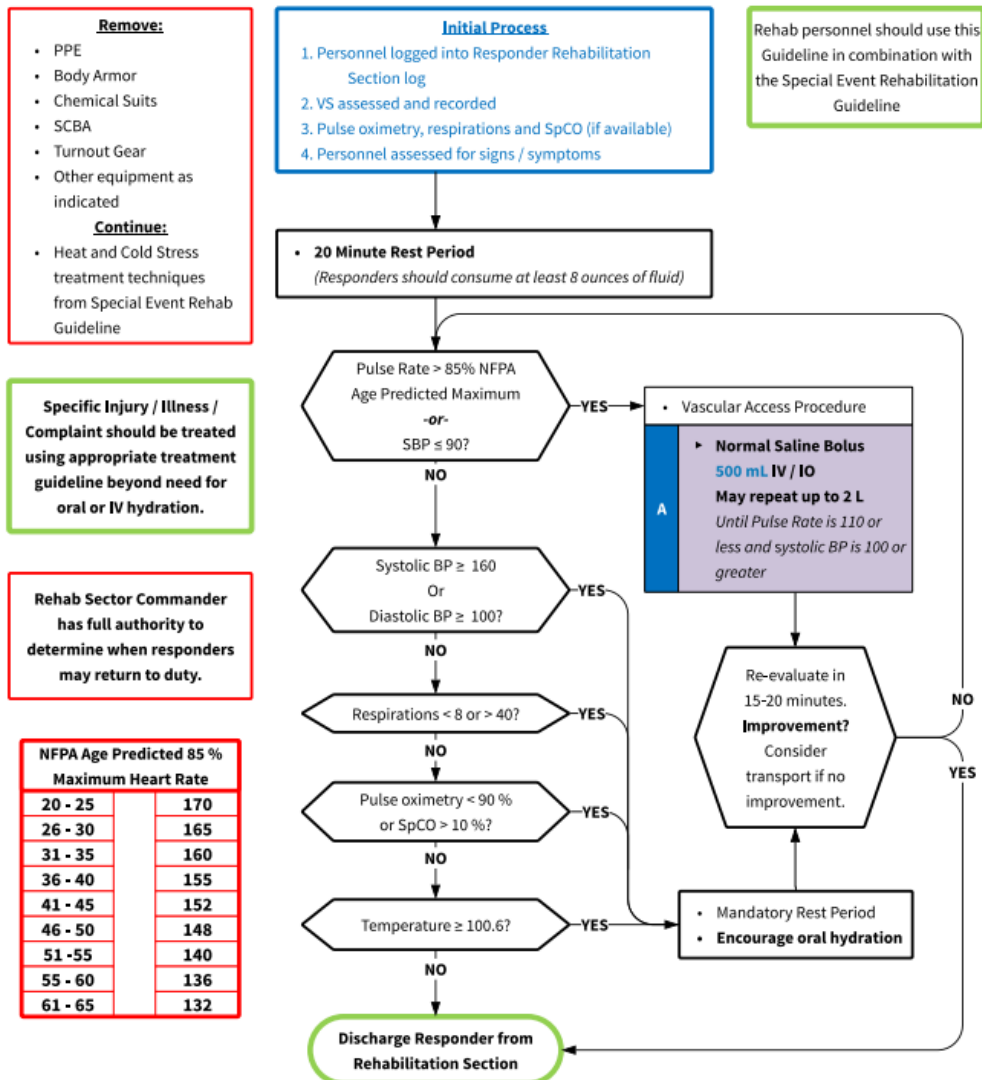 Remove:
• PPE
• Body Armor
• Chemical Suits
• SCBA
• Turnout Gear
• Other equipment as
indicated
Continue:
• Heat and Cold Stress
treatment techniques
from Special Event Rehab
Guideline
Initial Process
1. Personnel logged into Responder Rehabilitation
Section log
2. VS assessed and recorded
3. Pulse oximetry, respirations and SpCO (if available)
4. Personnel assessed for signs / symptoms
Rehab personnel should use this
Guideline in combination with
the Special Event Rehabilitation
Guideline
• 20 Minute Rest Period
(Responders should consume at least 8 ounces of fluid)
Specific Injury / Illness /
Complaint should be treated
using appropriate treatment
guideline beyond need for
oral or IV hydration.
Pulse Rate > 85% NFPA
Age Predicted Maximum
-or-
SBP ≤ 90?
YES
NO
• Vascular Access Procedure
A
▸ Normal Saline Bolus
500 mL IV / IO
May repeat up to 2 L
Until Pulse Rate is 110 or
less and systolic BP is 100 or
greater
Rehab Sector Commander
has full authority to
determine when responders
may return to duty.
Systolic BP ≥ 160
Or
Diastolic BP ≥ 100?
YES
NO
Respirations < 8 or > 40?
YES
NO
Re-evaluate in
15-20 minutes.
Improvement?
Consider
transport if no
improvement.
NO
YES
NFPA Age Predicted 85 %
Maximum Heart Rate
20 - 25 170
26 - 30 165
31 - 35 160
36 - 40 155
41 - 45 152
46 - 50 148
51 -55 140
55 - 60 136
61 - 65 132
Pulse oximetry < 90 %
or SpCO > 10 %?
YES
NO
Temperature ≥ 100.6?
YES
NO
• Mandatory Rest Period
• Encourage oral hydration
Discharge Responder from
Rehabilitation Section